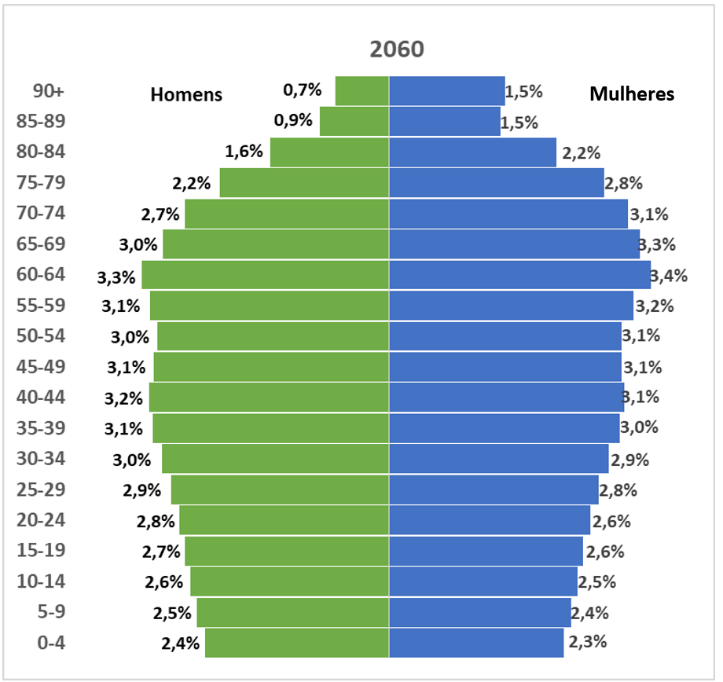 2060
Homens Mulheres
90+ 0,7% 1,5%
85-89 0,9% 1,5%
80-84 1,6% 2,2%
75-79 2,2% 2,8%
70-74 2,7% 3,1%
65-69 3,0% 3,3%
60-64 3,3% 3,4%
55-59 3,1% 3,2%
50-54 3,0% 3,1%
45-49 3,1% 3,1%
40-44 3,2% 3,1%
35-39 3,1% 3,0%
30-34 3,0% 2,9%
25-29 2,9% 2,8%
20-24 2,8% 2,6%
15-19 2,7% 2,6%
10-14 2,6% 2,5%
5-9 2,5% 2,4%
0-4 2,4% 2,3%